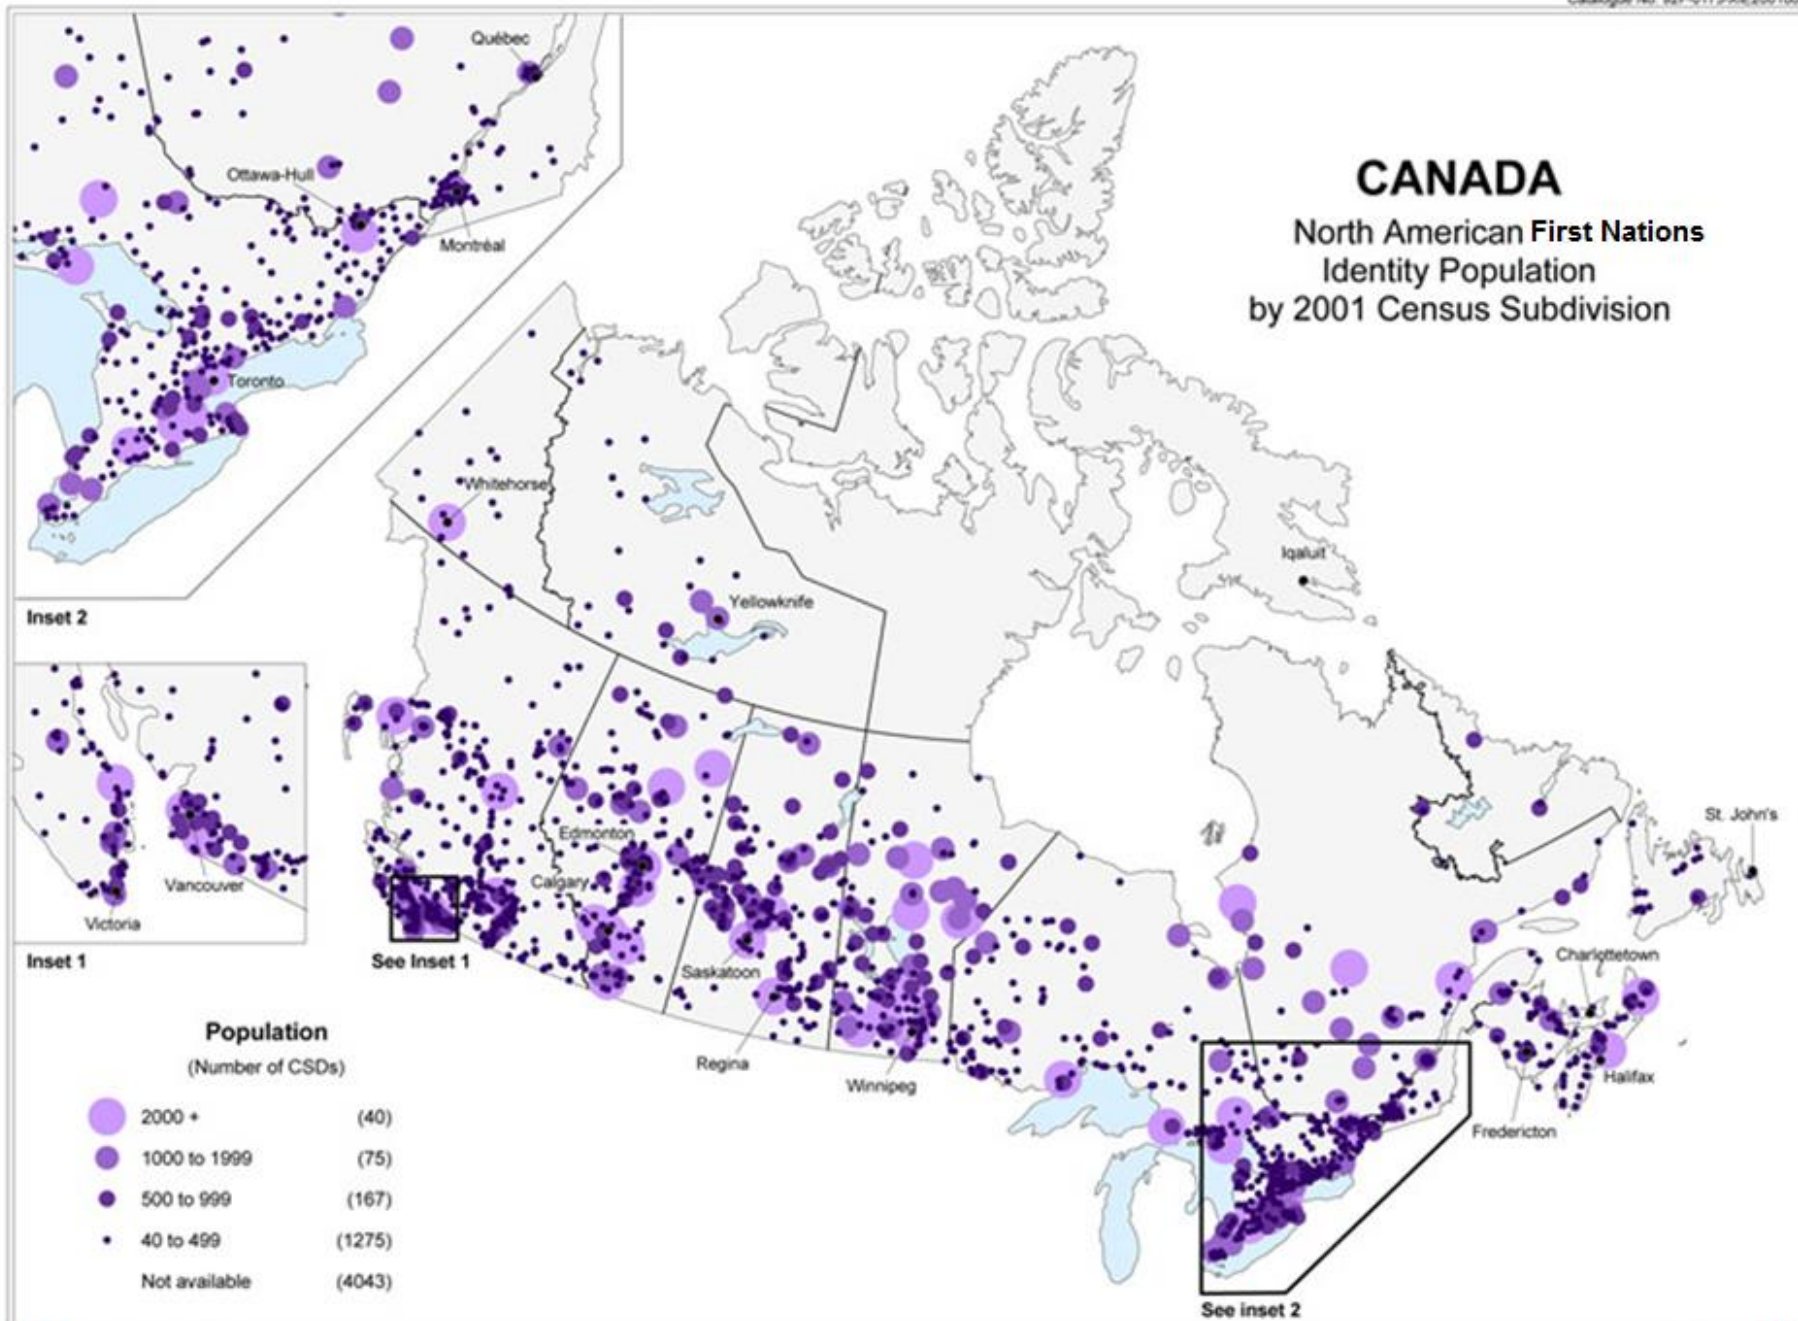 CANADA
North American First Nations
Identity Population
by 2001 Census Subdivision
Québec
Ottawa-Hull
Montréal
Toronto
Inset 2
Whitehorse
Yellowknife
Iqaluit
Vancouver
Victoria
Inset 1
Edmonton
Calgary
See Inset 1
Saskatoon
Regina
Winnipeg
St. John's
Charlottetown
Halifax
Fredericton
See inset 2
Population
(Number of CSDs)
2000 + (40)
1000 to 1999 (75)
500 to 999 (167)
40 to 499 (1275)
Not available (4043)